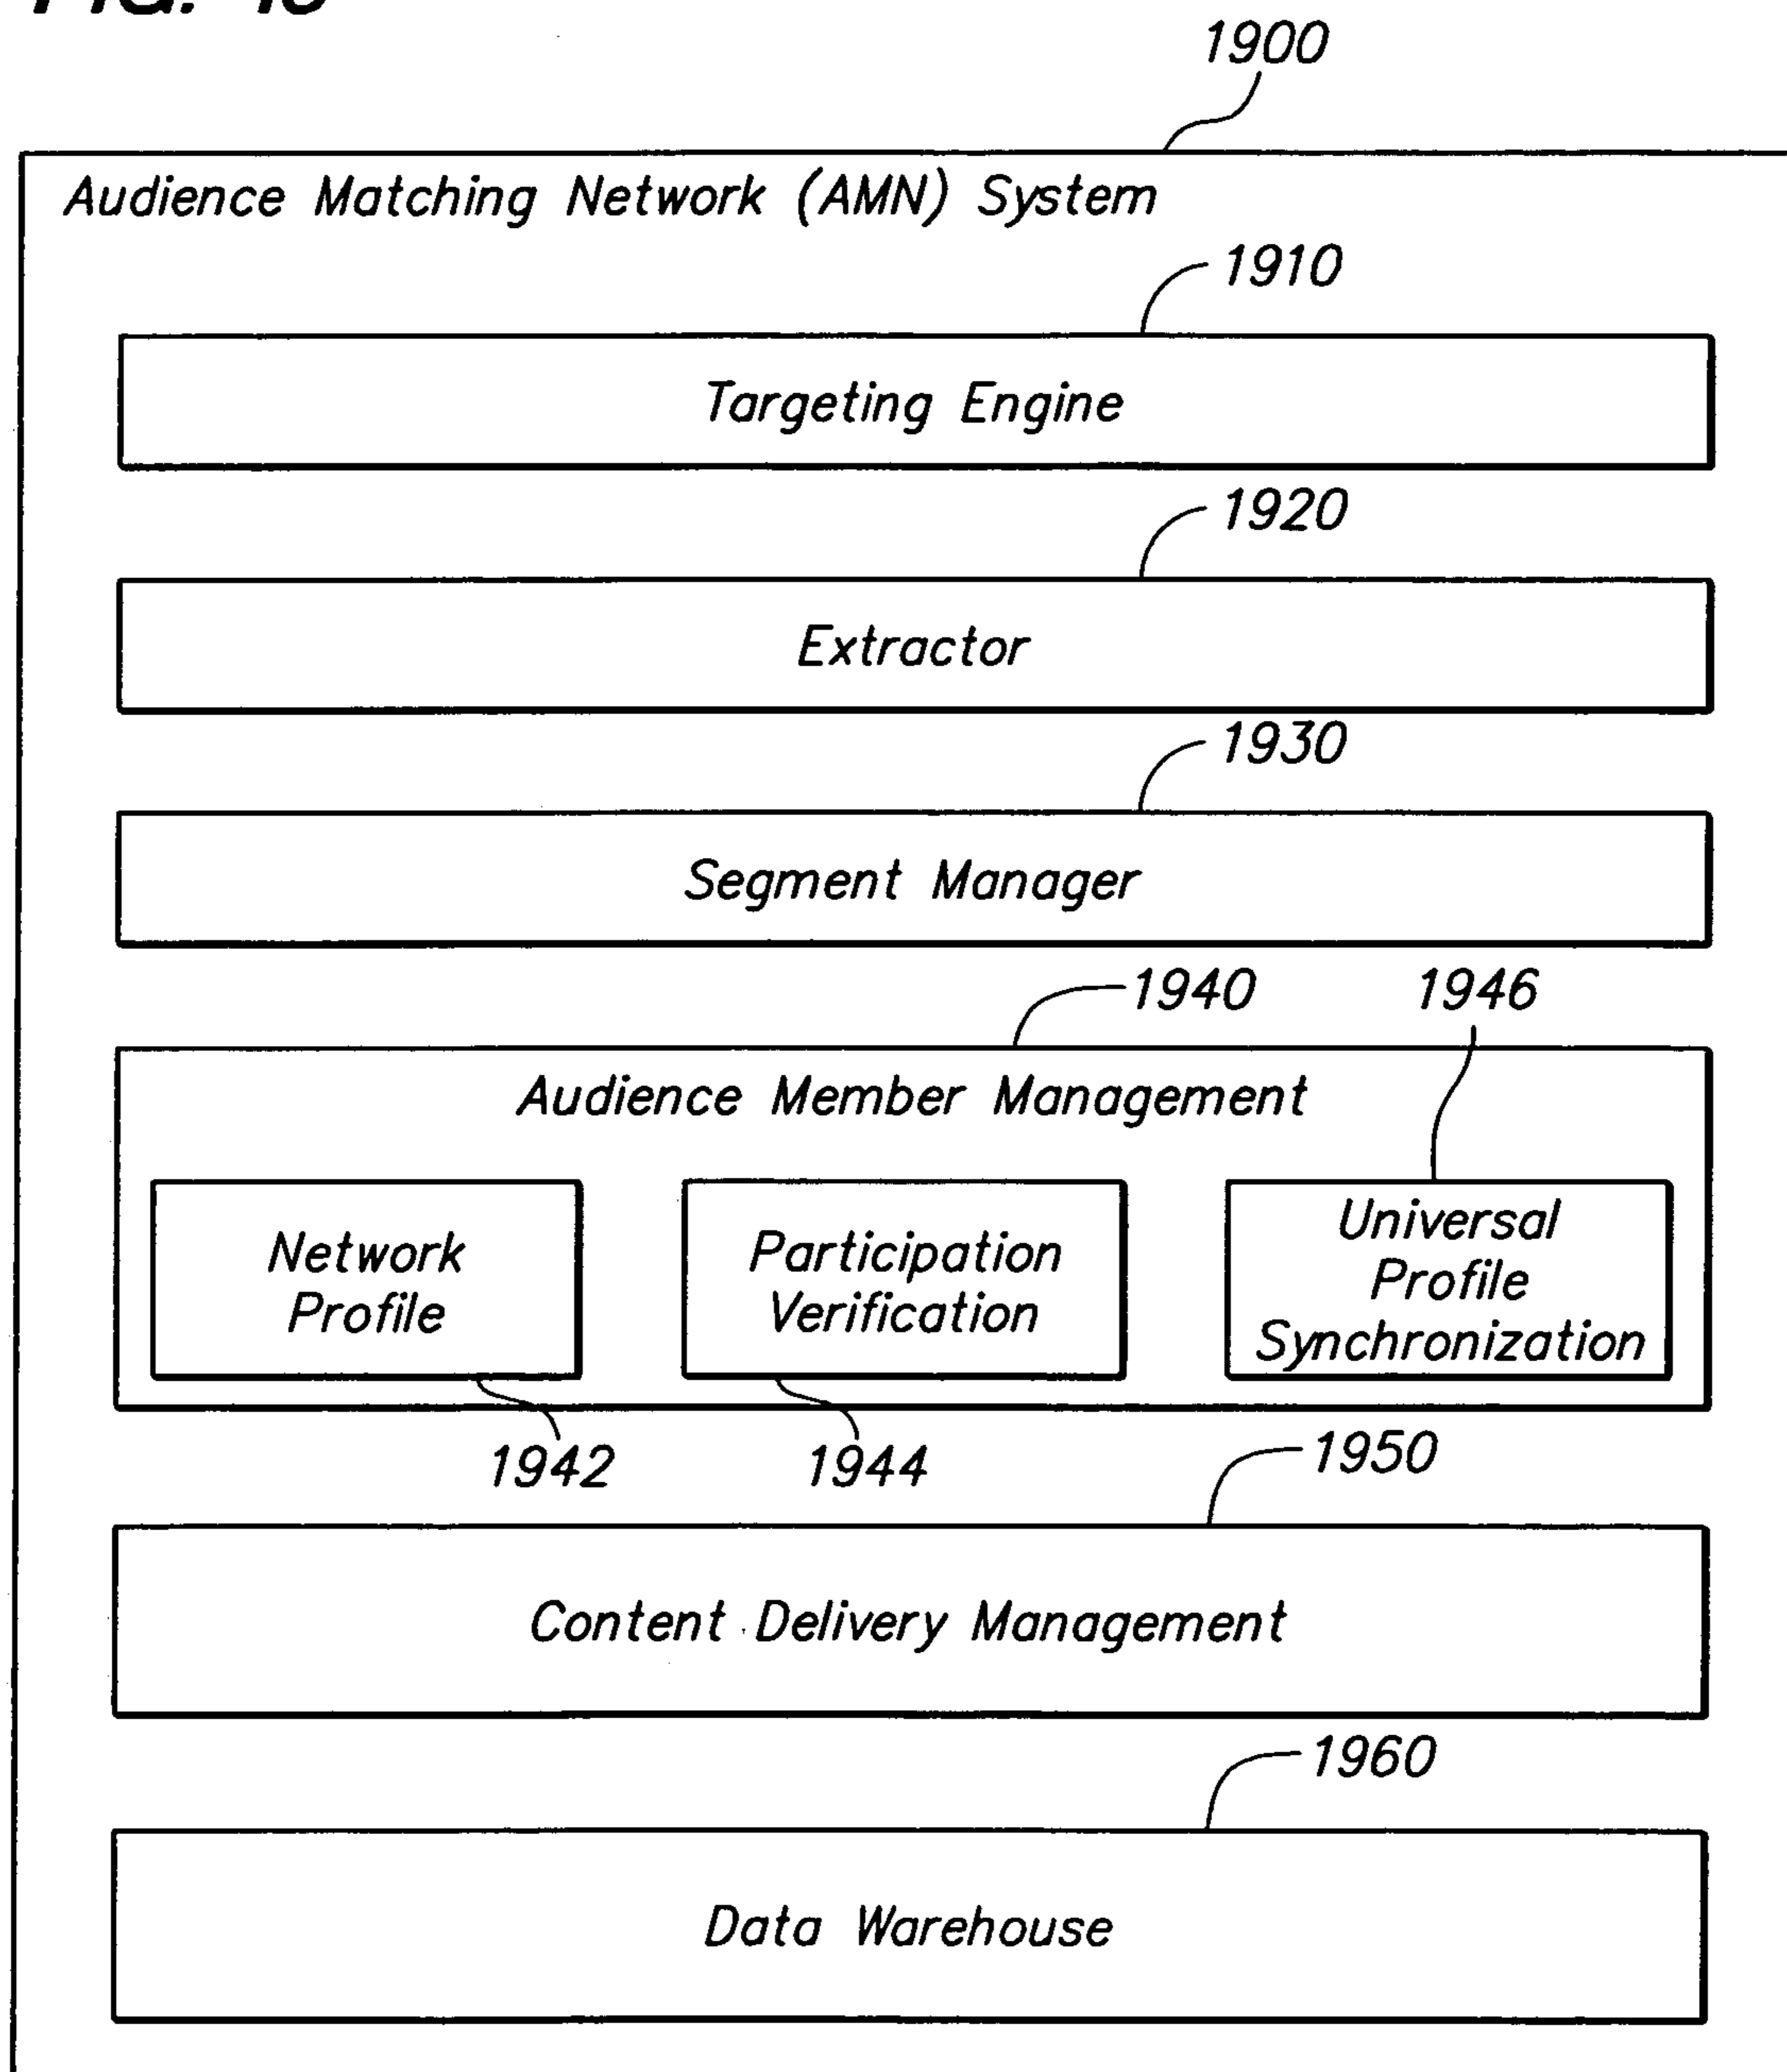 FIG.
1900
Audience Matching Network (AMN) System
1910
Targeting Engine
1920
Extractor
1930
Segment Manager
1940
1946
Audience Member Management
Network
Profile
Participation
Verification
Universal
Profile
Synchronization
1942
1944
1950
Content Delivery Management
1960
Data Warehouse